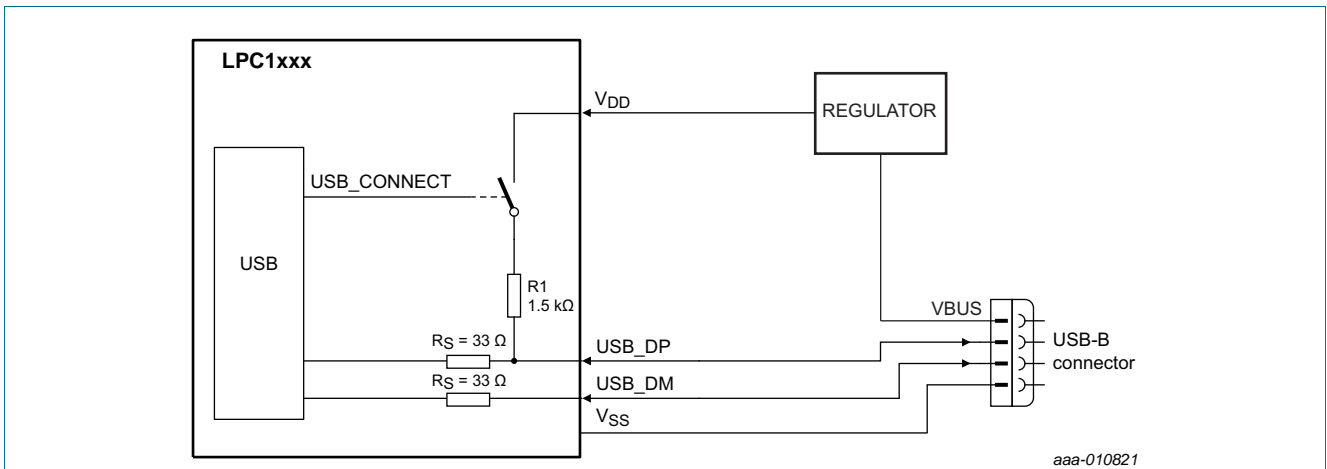 LPC1xxx
VDD
REGULATOR
USB_CONNECT
USB
R1
1.5 kΩ
VBUS
RS = 33 Ω
USB_DP
USB-B
connector
RS = 33 Ω
USB_DM
VSS
aaa-010821